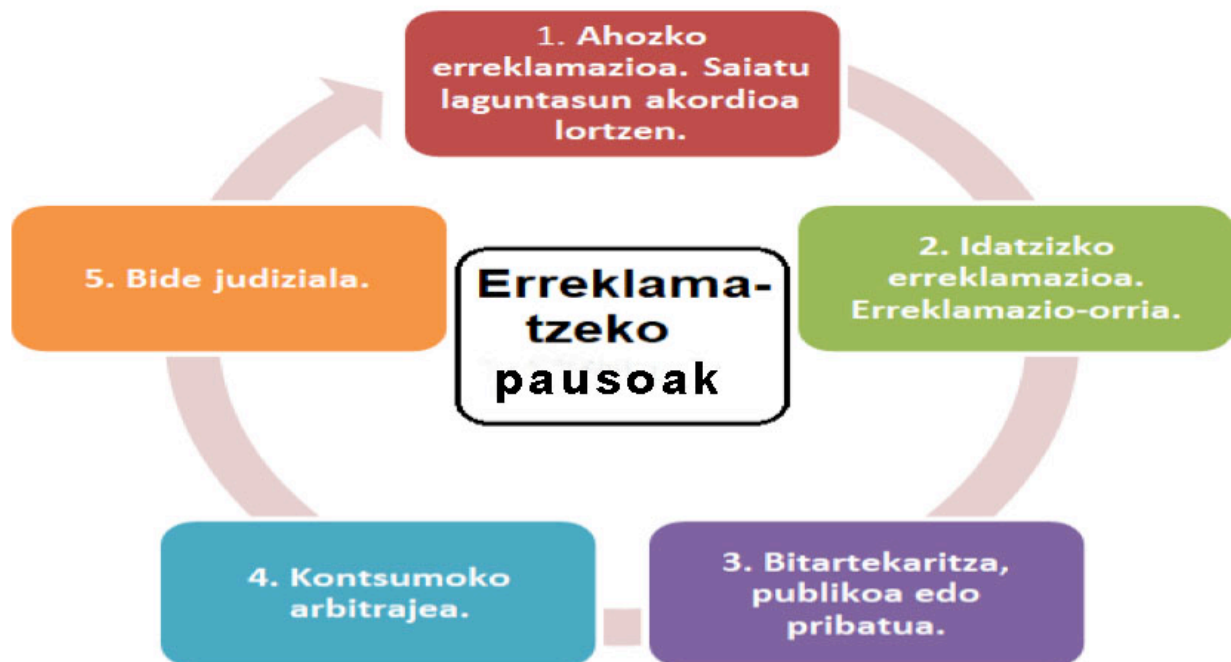 1. Ahozko
erreklamazioa. Saiatu
laguntasun akordioa
lortzen.
2. Idatzizko
erreklamazioa.
Erreklamazio-orria.
3. Bitartekaritza,
publikoa edo
pribatua.
4. Kontsumoko
arbitrajea.
5. Bide judiziala.
Erreklama-
tzeko
pausoak